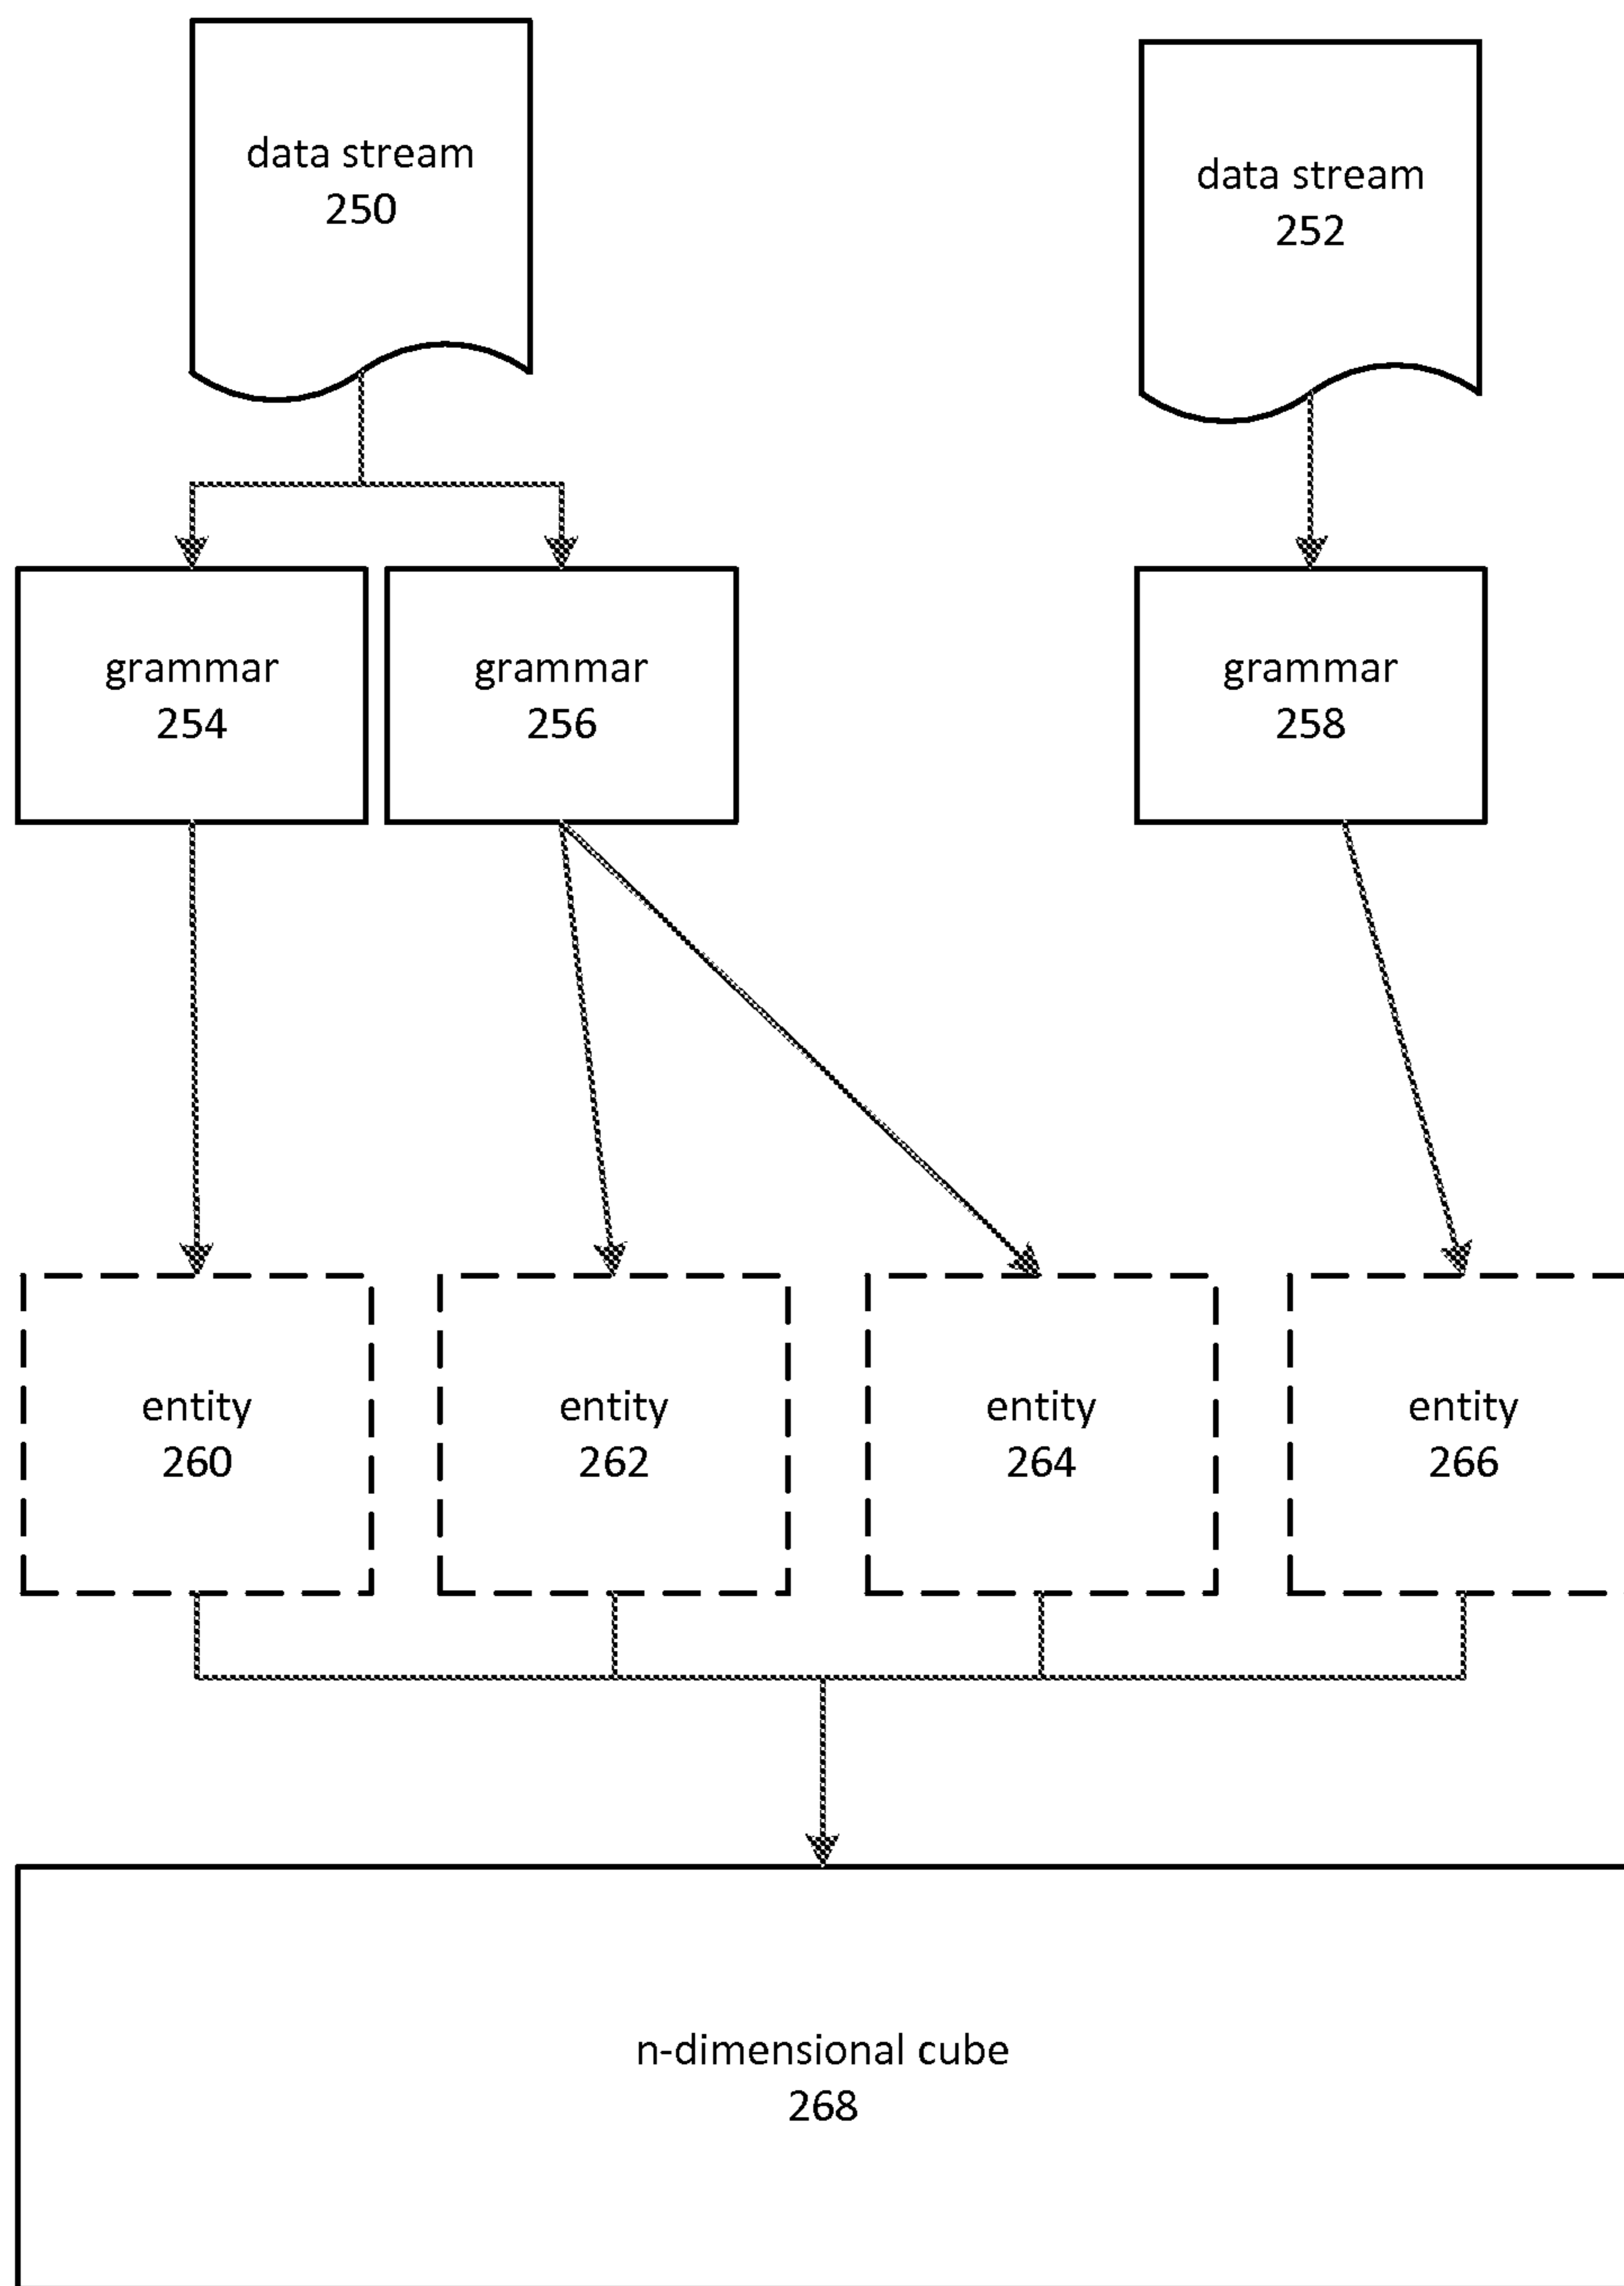 data stream
250
data stream
252
grammar
254
grammar
256
grammar
258
entity
260
entity
262
entity
264
entity
266
n-dimensional cube
268